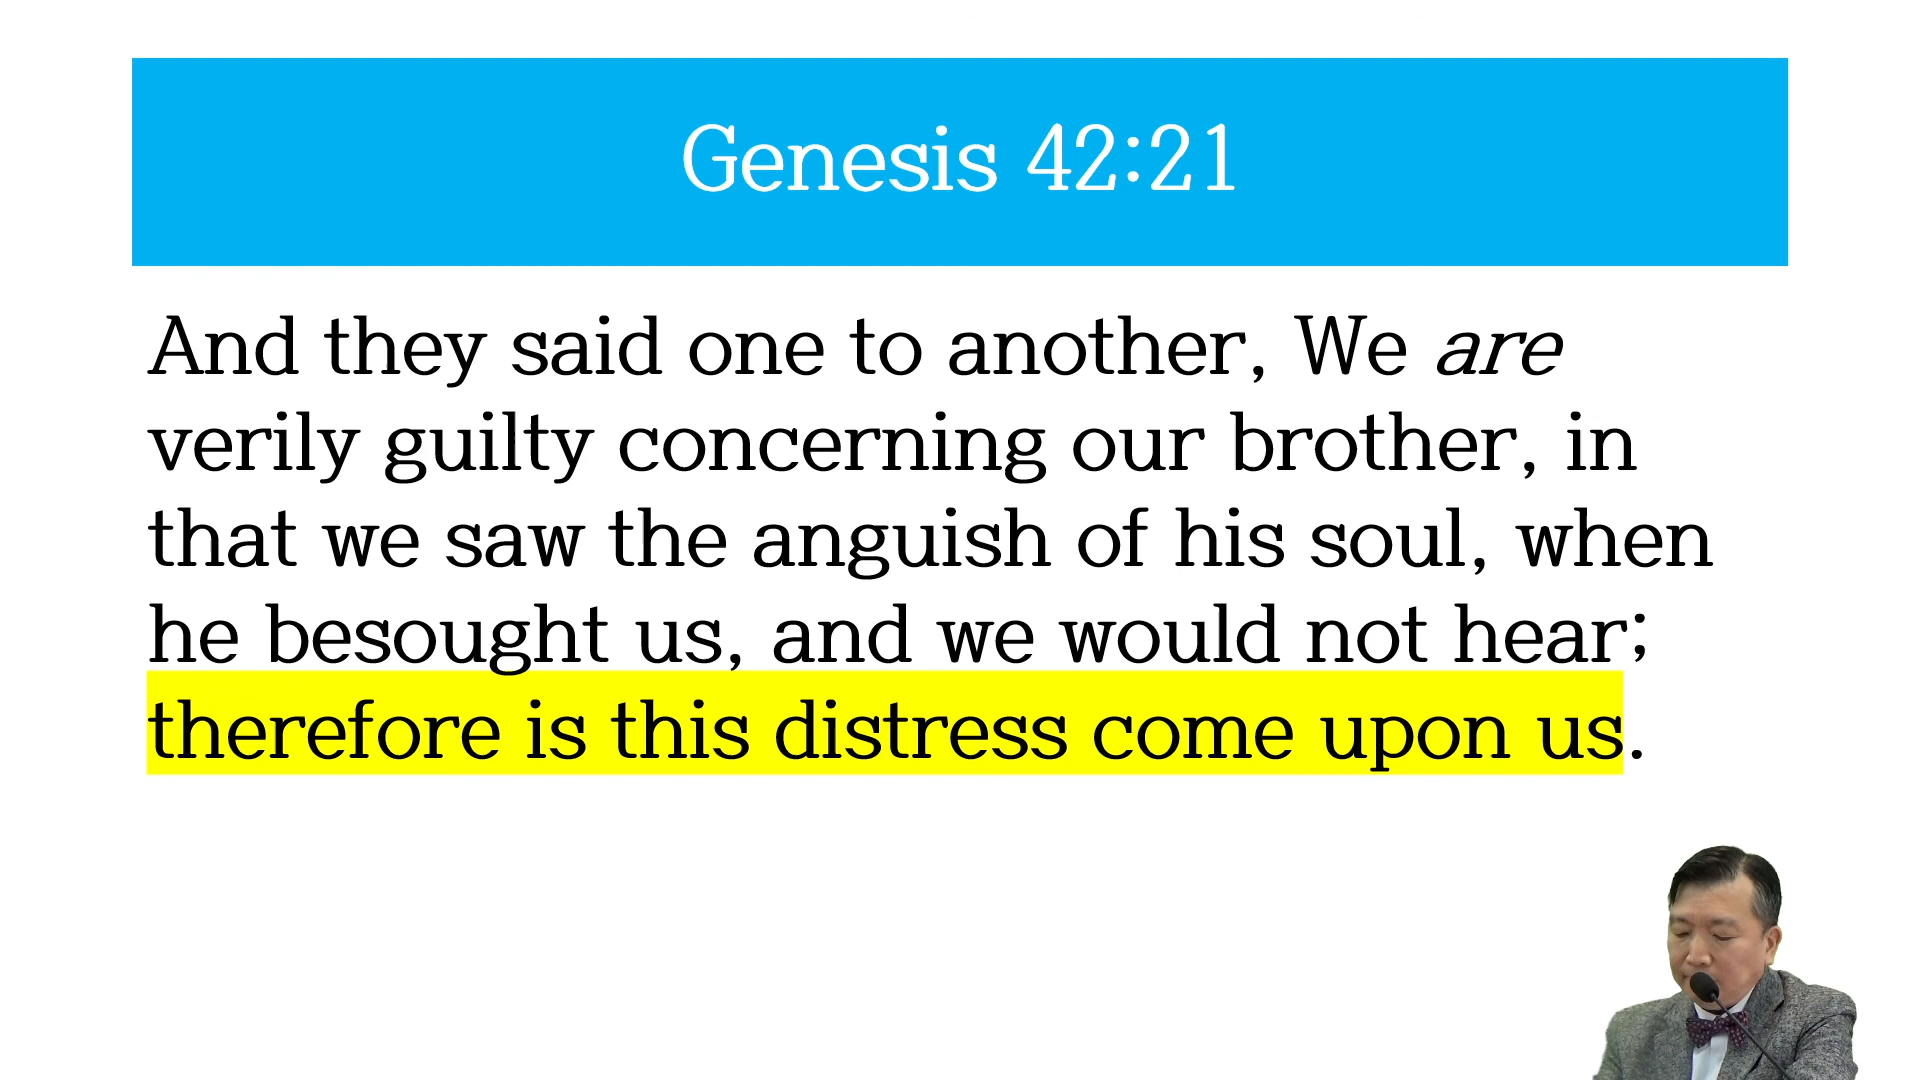 Genesis 42:21
And they said one to another, We are
verily guilty concerning our brother, in
that we saw the anguish of his soul, when
he besought us, and we would not hear;
therefore is this distress come upon us.